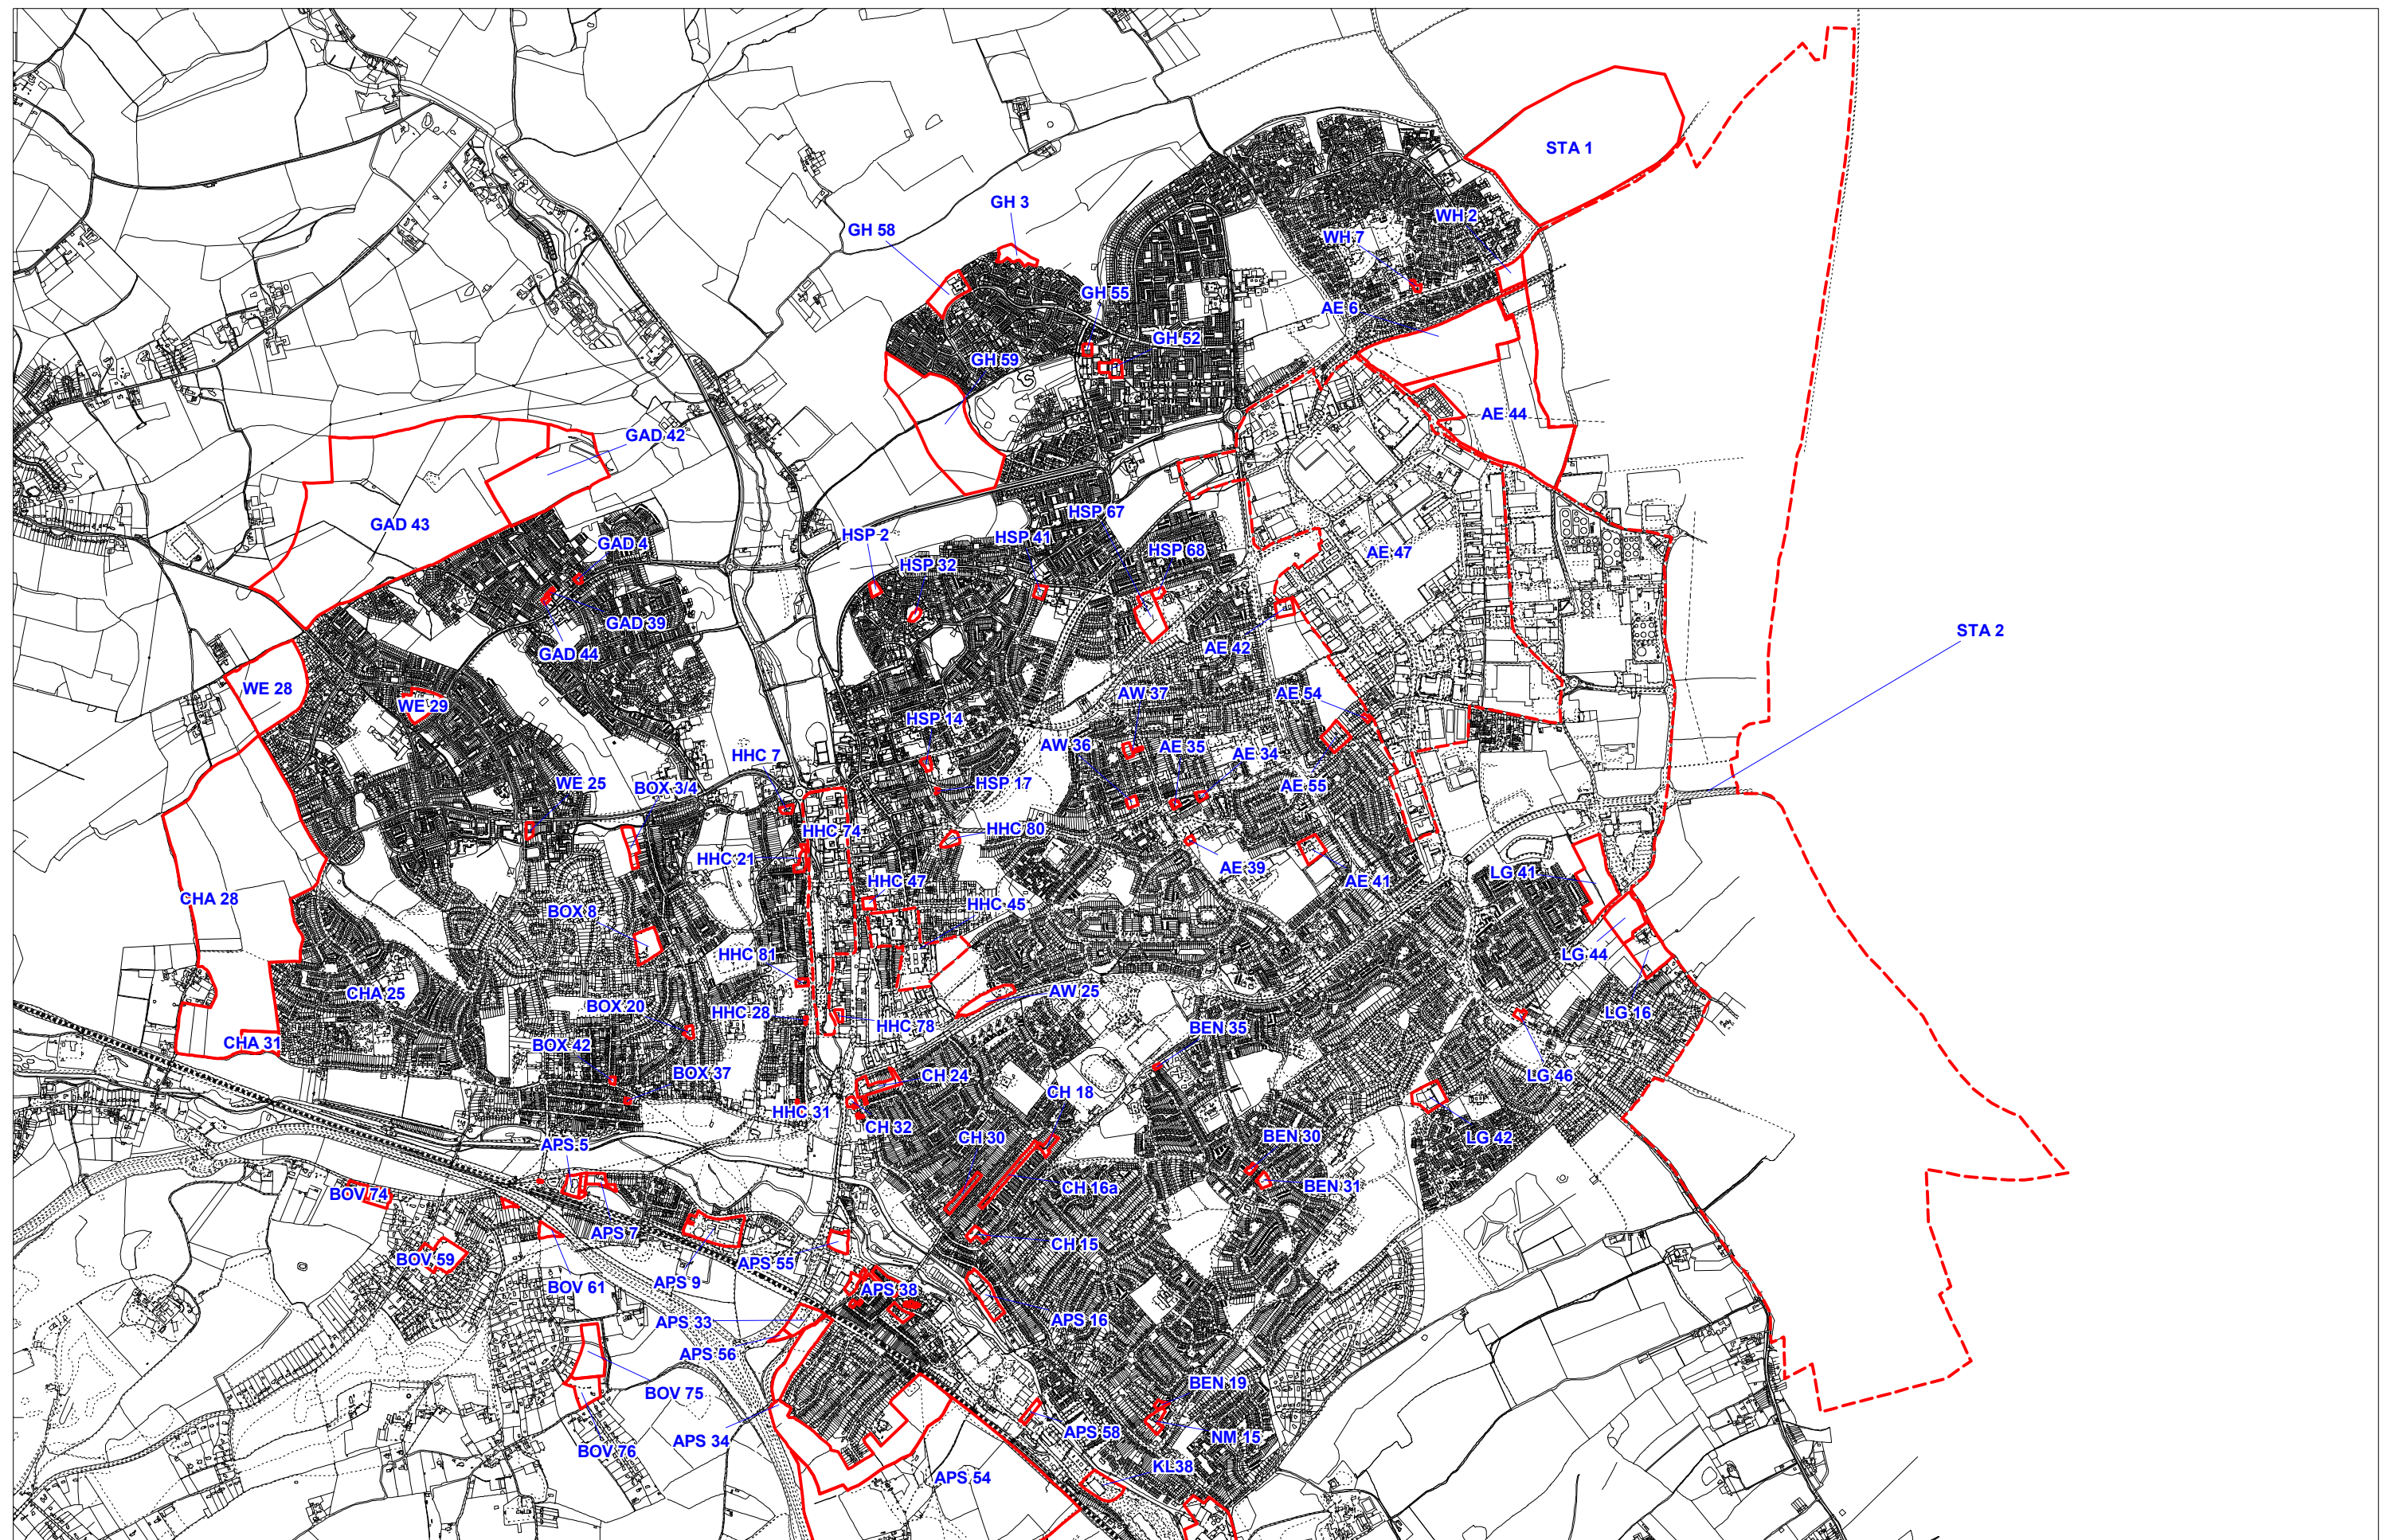 STA 1
GH 3
WH 2
GH 58
WH 7
GH 55
AE 6
GH 52
GH 59
AE 44
GAD 42
HSP 67
GAD 43
HSP 2
HSP 41
GAD 4
HSP 68
AE 47
HSP 32
GAD 39
STA 2
AE 42
GAD 44
WE 28
AW 37
AE 54
WE 29
HSP 14
AW 36
AE 35
AE 34
HHC 7
WE 25
HSP 17
AE 55
BOX 3/4
HHC 74
HHC 80
HHC 21
AE 39
LG 41
HHC 47
AE 41
CHA 28
HHC 45
BOX 8
HHC 81
LG 44
CHA 25
AW 25
BOX 20
HHC 28
LG 16
HHC 78
BEN 35
CHA 31
BOX 42
BOX 37
CH 24
LG 46
CH 18
HHC 31
CH 32
CH 30
BEN 30
LG 42
APS 5
BEN 31
CH 16a
BOV 74
APS 7
CH 15
BOV 59
APS 55
APS 9
BOV 61
APS 38
APS 16
APS 33
APS 56
BEN 19
BOV 75
APS 58
NM 15
APS 34
BOV 76
KL38
APS 54